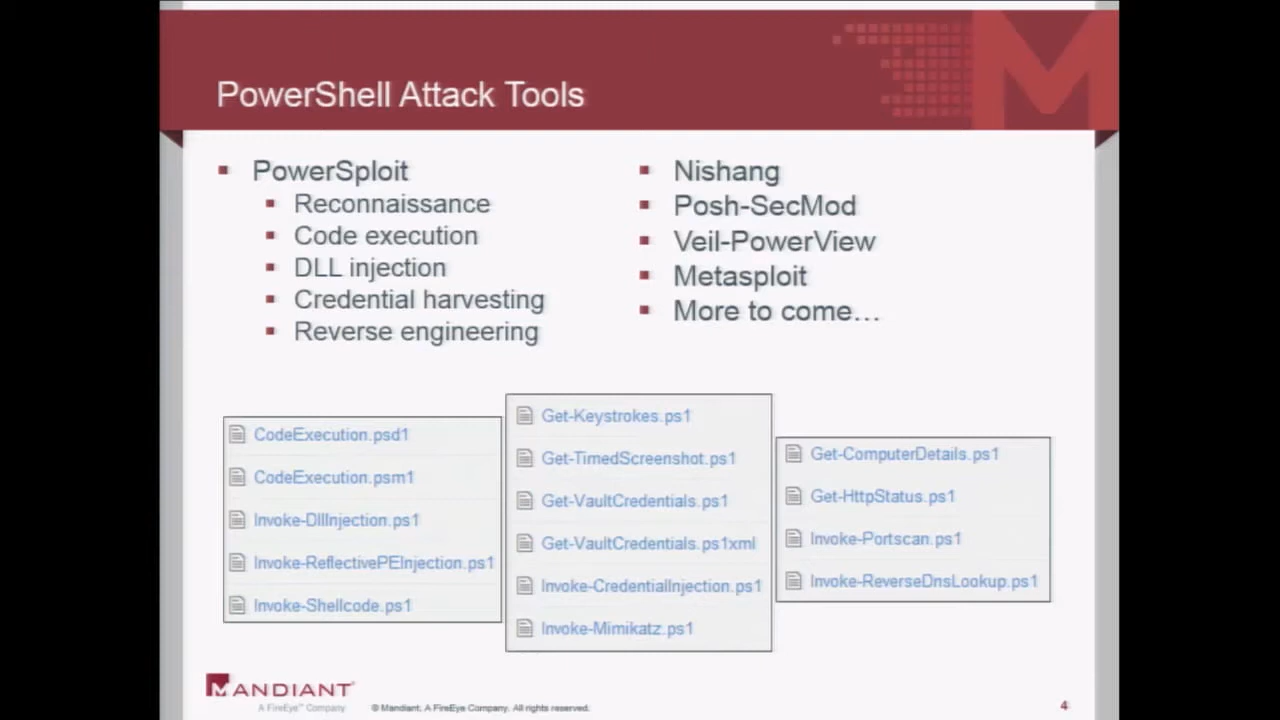 PowerShell Attack Tools
PowerSploit
Reconnaissance
Code execution
DLL injection
Credential harvesting
Reverse engineering
Nishang
Posh-SecMod
Veil-PowerView
Metasploit
More to come…
CodeExecution.psd1
CodeExecution.psm1
Invoke-DllInjection.ps1
Invoke-ReflectivePEInjection.ps1
Invoke-Shellcode.ps1
Get-Keystrokes.ps1
Get-TimedScreenshot.ps1
Get-VaultCredentials.ps1
Get-VaultCredentials.ps1xml
Invoke-CredentialInjection.ps1
Invoke-Mimikatz.ps1
Get-ComputerDetails.ps1
Get-HttpStatus.ps1
Invoke-Portscan.ps1
Invoke-ReverseDnsLookup.ps1
MANDIANT®
A FireEye™ Company
© Mandiant, A FireEye Company. All rights reserved.
4